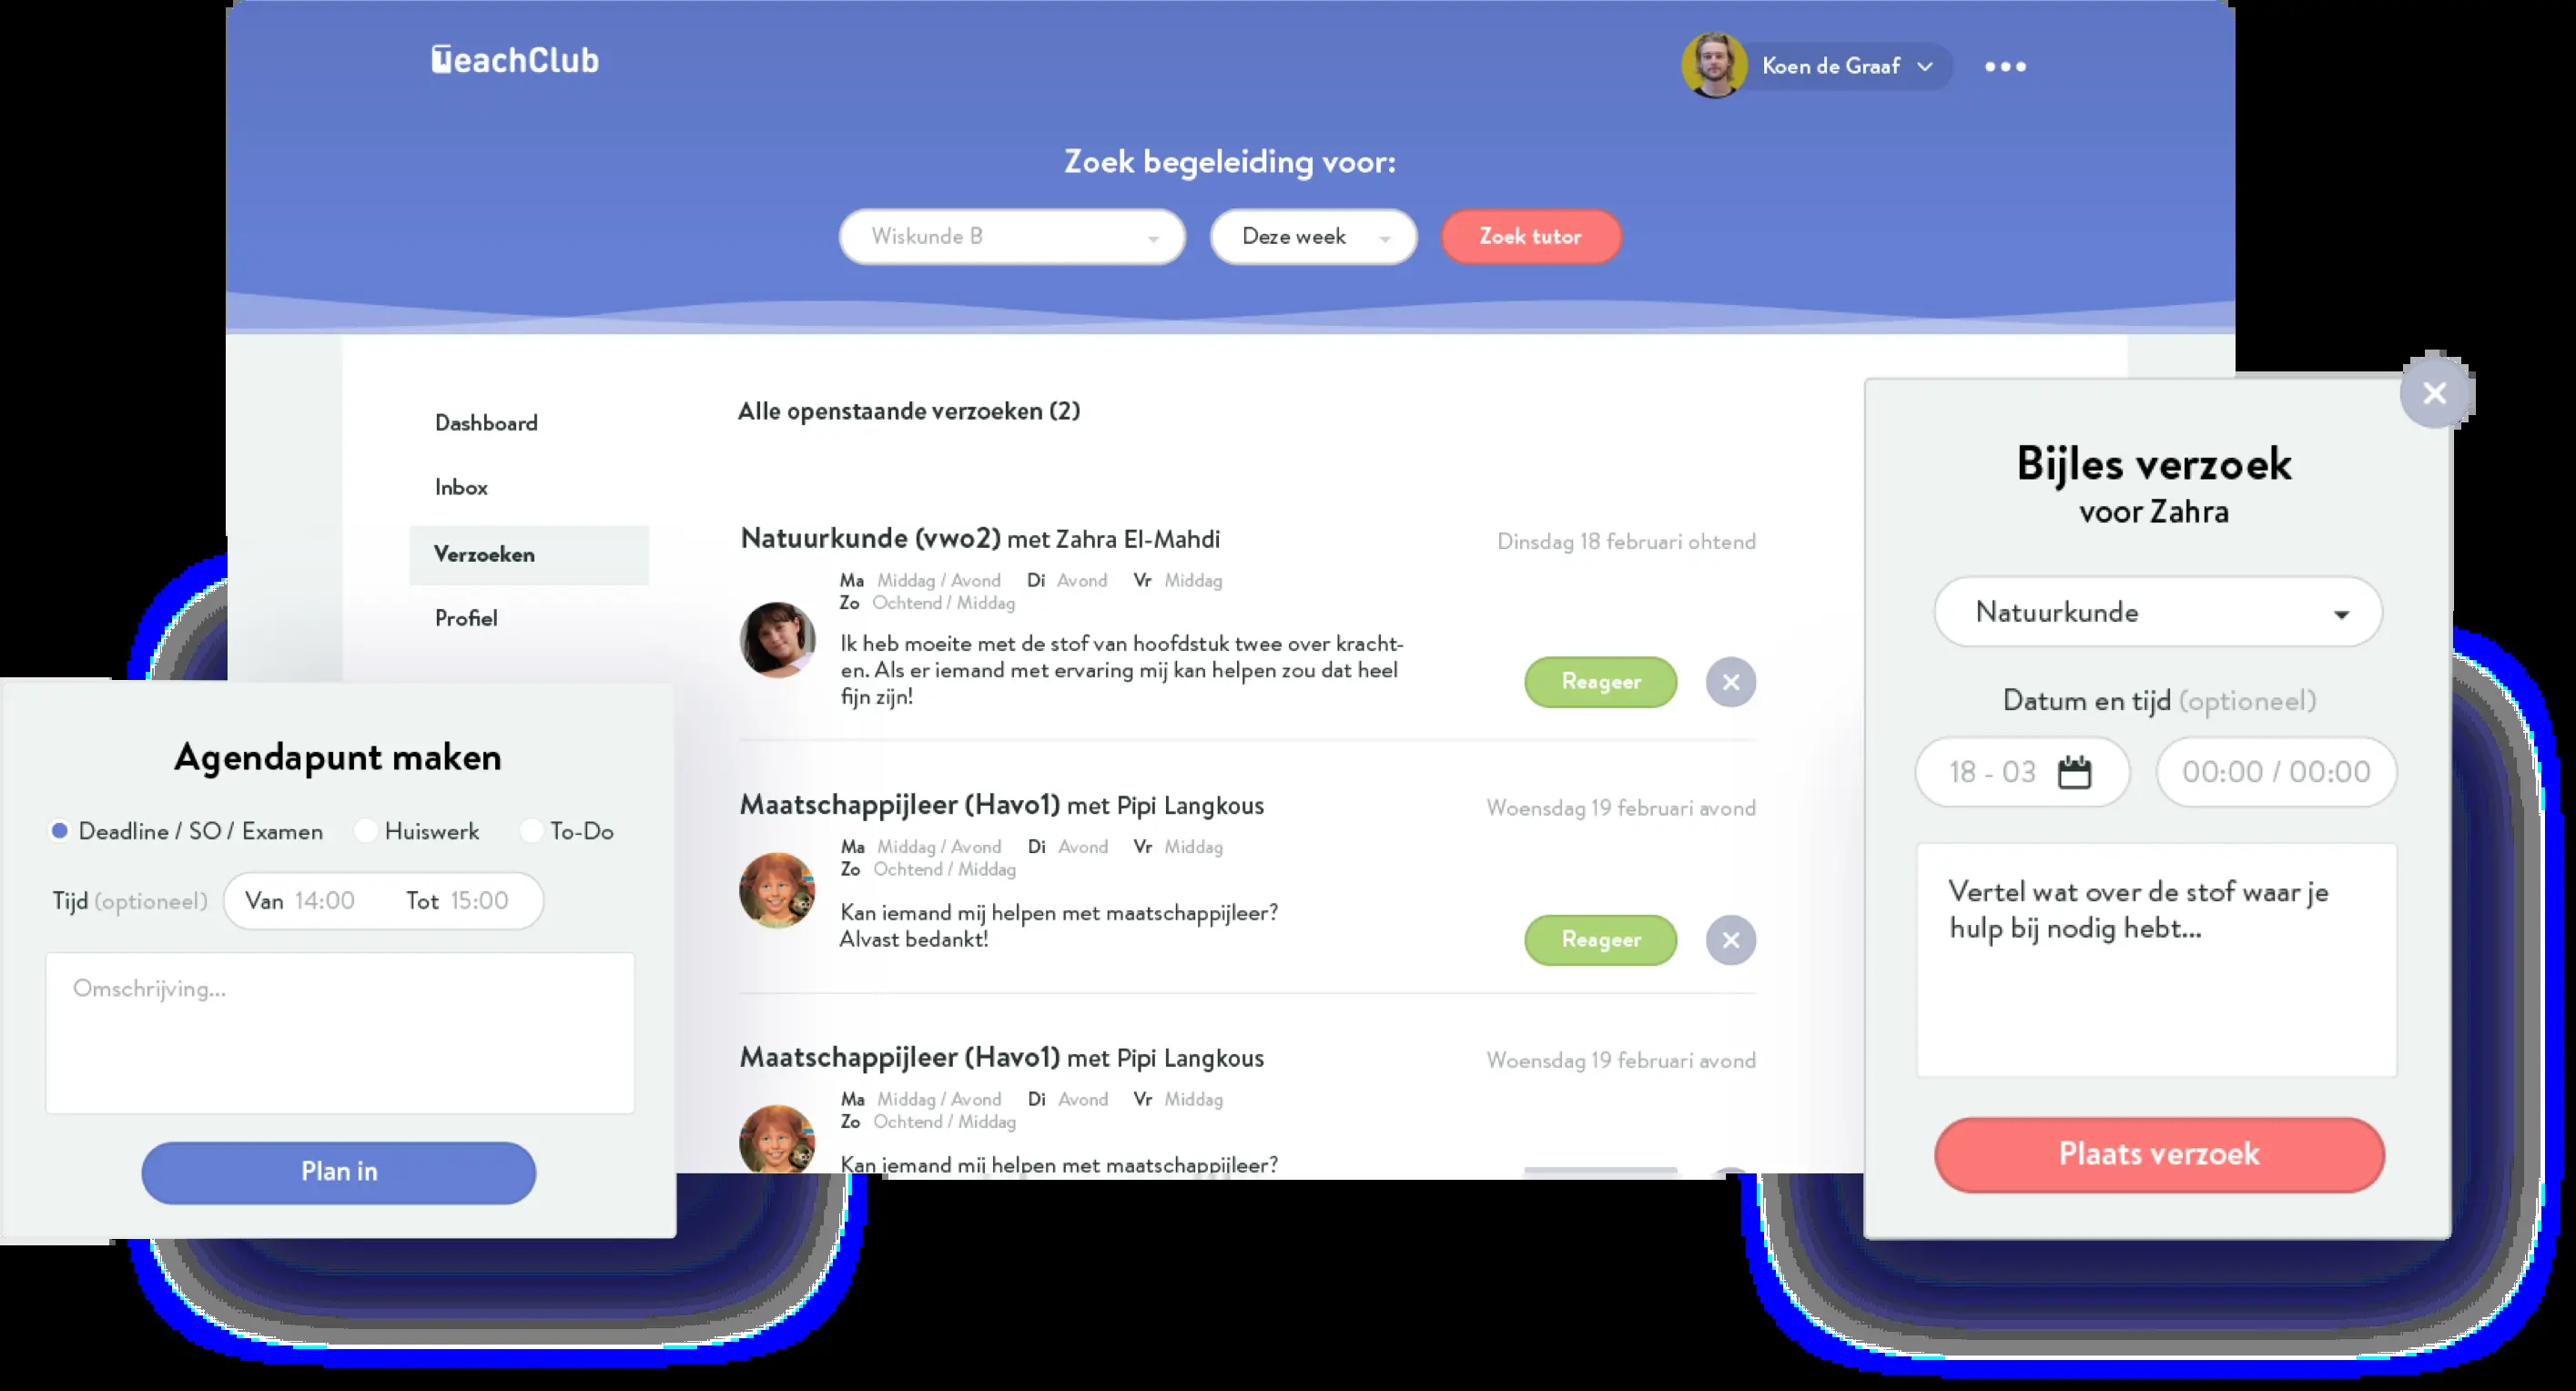 TeachClub
Koen de Graaf
Zoek begeleiding voor:
Wiskunde B
Deze week
Zoek tutor
Dashboard
Inbox
Verzoeken
Profiel
Alle openstaande verzoeken (2)
Natuurkunde (vwo2) met Zahra El-Mahdi
Dinsdag 18 februari ohtend
Ma Middag / Avond Di Avond Vr Middag
Zo Ochtend / Middag
Ik heb moeite met de stof van hoofdstuk twee over kracht-
en. Als er iemand met ervaring mij kan helpen zou dat heel
fijn zijn!
Reageer
Maatschappijleer (Havo1) met Pipi Langkous
Woensdag 19 februari avond
Ma Middag / Avond Di Avond Vr Middag
Zo Ochtend / Middag
Kan iemand mij helpen met maatschappijleer?
Alvast bedankt!
Reageer
Maatschappijleer (Havo1) met Pipi Langkous
Woensdag 19 februari avond
Ma Middag / Avond Di Avond Vr Middag
Zo Ochtend / Middag
Kan iemand mij helpen met maatschappijleer?
Agendapunt maken
Deadline / SO / Examen Huiswerk To-Do
Tijd (optioneel) Van 14:00 Tot 15:00
Omschrijving...
Plan in
Bijles verzoek
voor Zahra
Natuurkunde
Datum en tijd (optioneel)
18 - 03
00:00 / 00:00
Vertel wat over de stof waar je
hulp bij nodig hebt...
Plaats verzoek